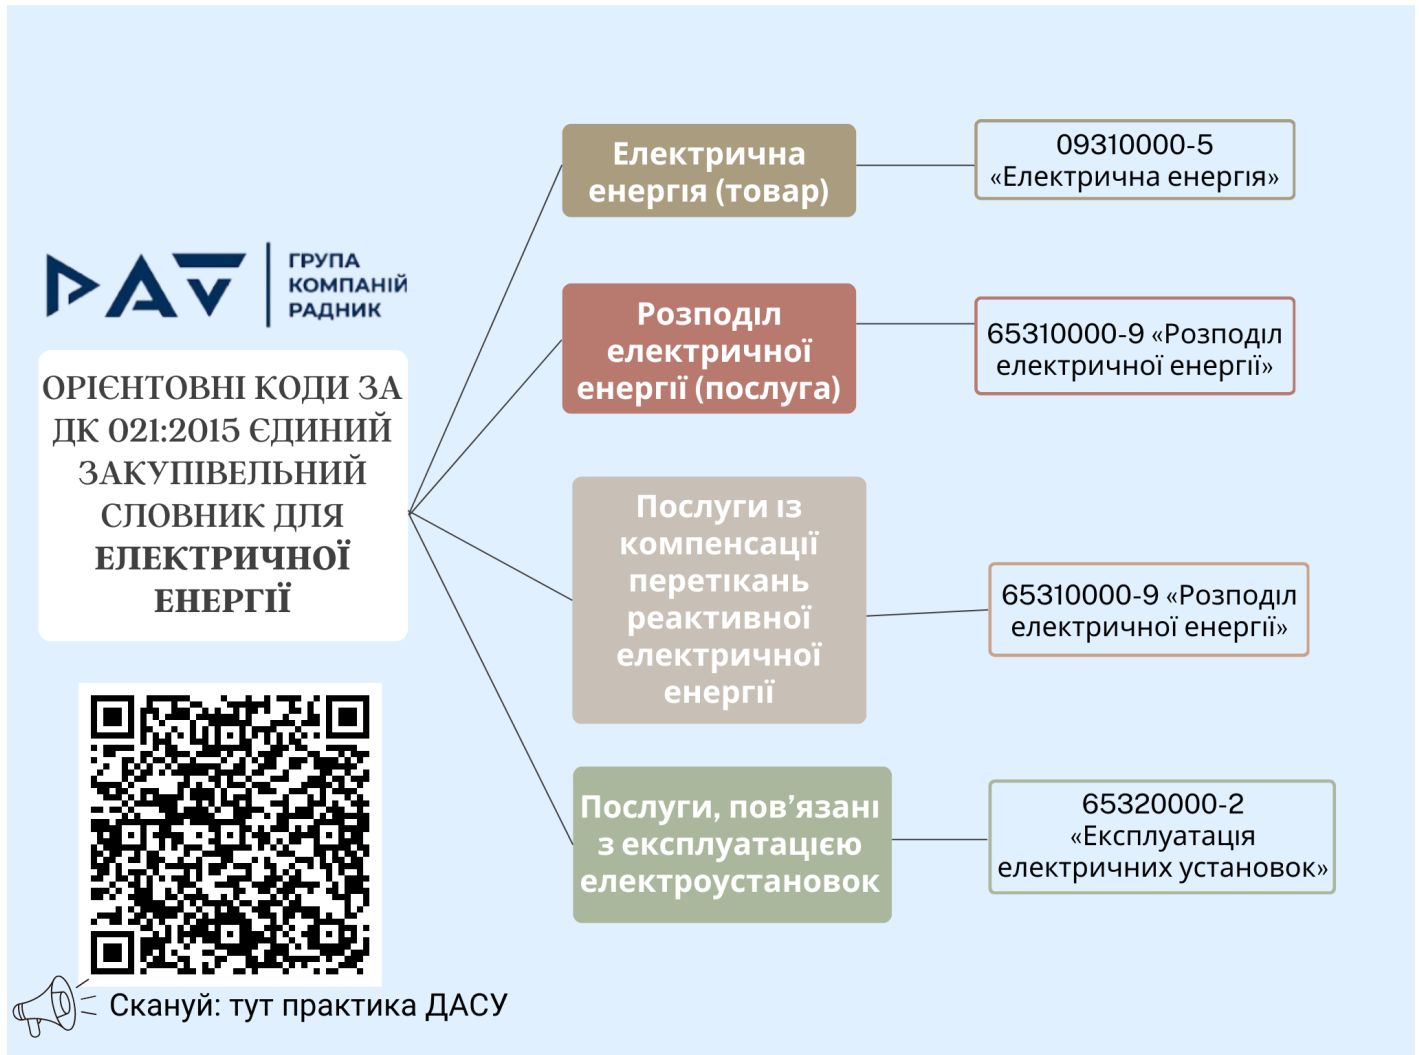 ГРУПА
КОМПАНІЙ
РАДНИК
ОРІЄНТОВНІ КОДИ ЗА
ДК 021:2015 ЄДИНИЙ
ЗАКУПІВЕЛЬНИЙ
СЛОВНИК ДЛЯ
ЕЛЕКТРИЧНОЇ
ЕНЕРГІЇ
Скануй: тут практика ДАСУ
Електрична
енергія (товар)
09310000-5
«Електрична енергія»
Розподіл
електричної
енергії (послуга)
65310000-9 «Розподіл
електричної енергії»
Послуги із
компенсації
перетікань
реактивної
електричної
енергії
65310000-9 «Розподіл
електричної енергії»
Послуги, пов’язані
з експлуатацією
електроустановок
65320000-2
«Експлуатація
електричних установок»